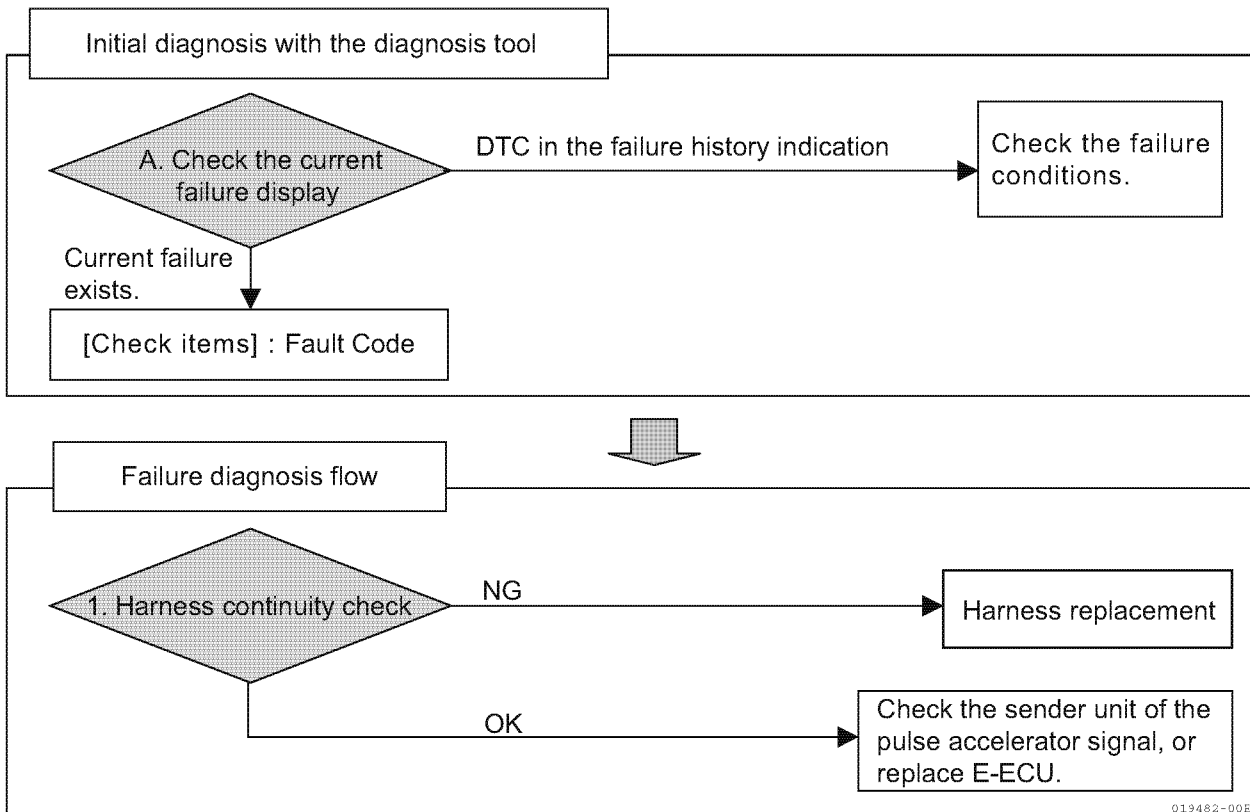 Initial diagnosis with the diagnosis tool
A. Check the current
failure display
DTC in the failure history indication
Check the failure
conditions.
Current failure
exists.
[Check items] : Fault Code
Failure diagnosis flow
1. Harness continuity check
NG
Harness replacement
OK
Check the sender unit of the
pulse accelerator signal, or
replace E-ECU.
019482-00E